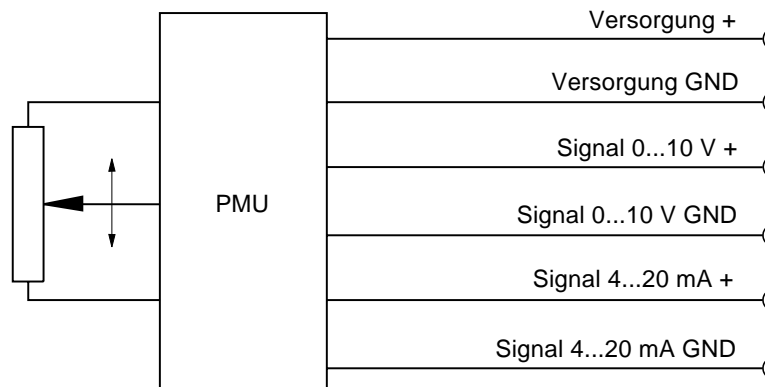 Versorgung +
Versorgung GND
Signal 0...10 V +
PMU
Signal 0...10 V GND
Signal 4...20 mA +
Signal 4...20 mA GND